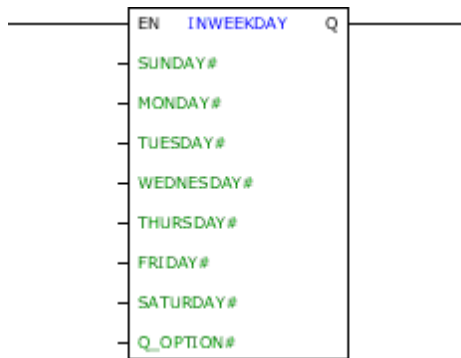 EN INWEEKDAY Q
SUNDAY#
MONDAY#
TUESDAY#
WEDNESDAY#
THURSDAY#
FRIDAY#
SATURDAY#
Q_OPTION#